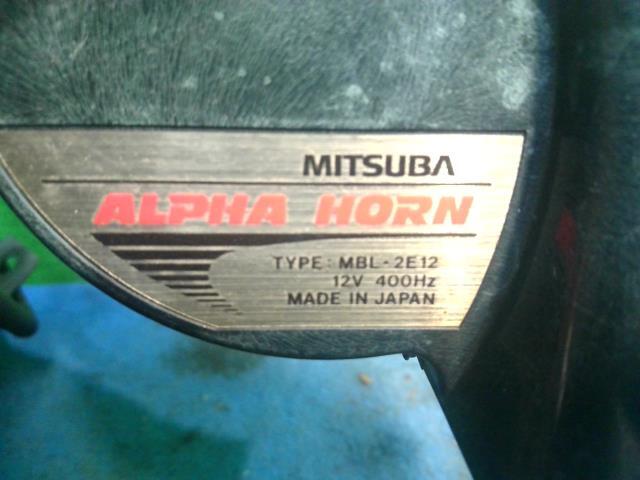 MITSUBA
ALPHA HORN
TYPE: MBL-2E12
12V 400Hz
MADE IN JAPAN